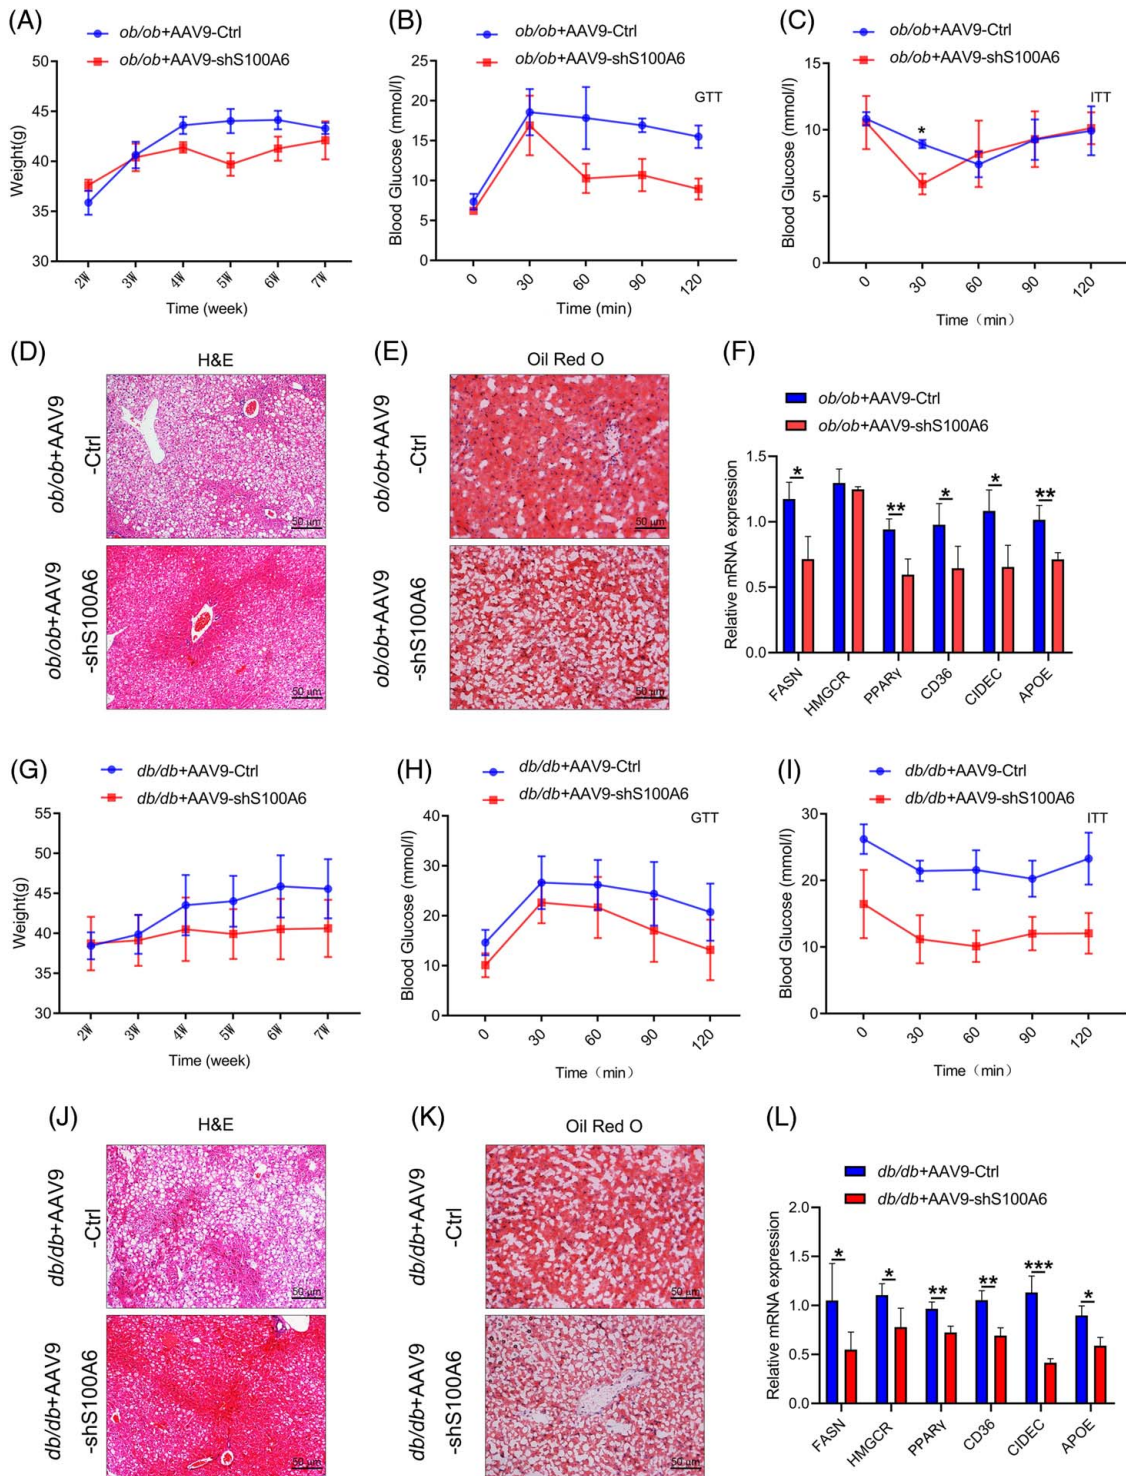 (A)
ob/ob+AAV9-Ctrl
ob/ob+AAV9-shS100A6
50
45
40
35
30
Weight(g)
2W 3W 4W 5W 6W 7W
Time (week)
(B)
ob/ob+AAV9-Ctrl
ob/ob+AAV9-shS100A6
GTT
25
20
15
10
5
0
Blood Glucose (mmol/l)
0 30 60 90 120
Time (min)
(C)
ob/ob+AAV9-Ctrl
ob/ob+AAV9-shS100A6
ITT
15
10
5
0
*
Blood Glucose (mmol/l)
0 30 60 90 120
Time（min）
(D)
H&E
ob/ob+AAV9
-Ctrl
50 μm
ob/ob+AAV9
-shS100A6
50 μm
(E)
Oil Red O
ob/ob+AAV9
-Ctrl
50 μm
ob/ob+AAV9
-shS100A6
50 μm
(F)
ob/ob+AAV9-Ctrl
ob/ob+AAV9-shS100A6
1.5
1.0
0.5
0.0
Relative mRNA expression
* ** * * **
FASN HMGCR PPARγ CD36 CIDEC APOE
(G)
db/db+AAV9-Ctrl
db/db+AAV9-shS100A6
55
50
45
40
35
30
Weight(g)
2W 3W 4W 5W 6W 7W
Time (week)
(H)
db/db+AAV9-Ctrl
db/db+AAV9-shS100A6
GTT
40
30
20
10
0
Blood Glucose (mmol/l)
0 30 60 90 120
Time（min）
(I)
db/db+AAV9-Ctrl
db/db+AAV9-shS100A6
ITT
30
20
10
0
Blood Glucose (mmol/l)
0 30 60 90 120
Time（min）
(J)
H&E
db/db+AAV9
-Ctrl
50 μm
db/db+AAV9
-shS100A6
50 μm
(K)
Oil Red O
db/db+AAV9
-Ctrl
50 μm
db/db+AAV9
-shS100A6
50 μm
(L)
db/db+AAV9-Ctrl
db/db+AAV9-shS100A6
2.0
1.5
1.0
0.5
0.0
Relative mRNA expression
* * ** ** *** *
FASN HMGCR PPARγ CD36 CIDEC APOE